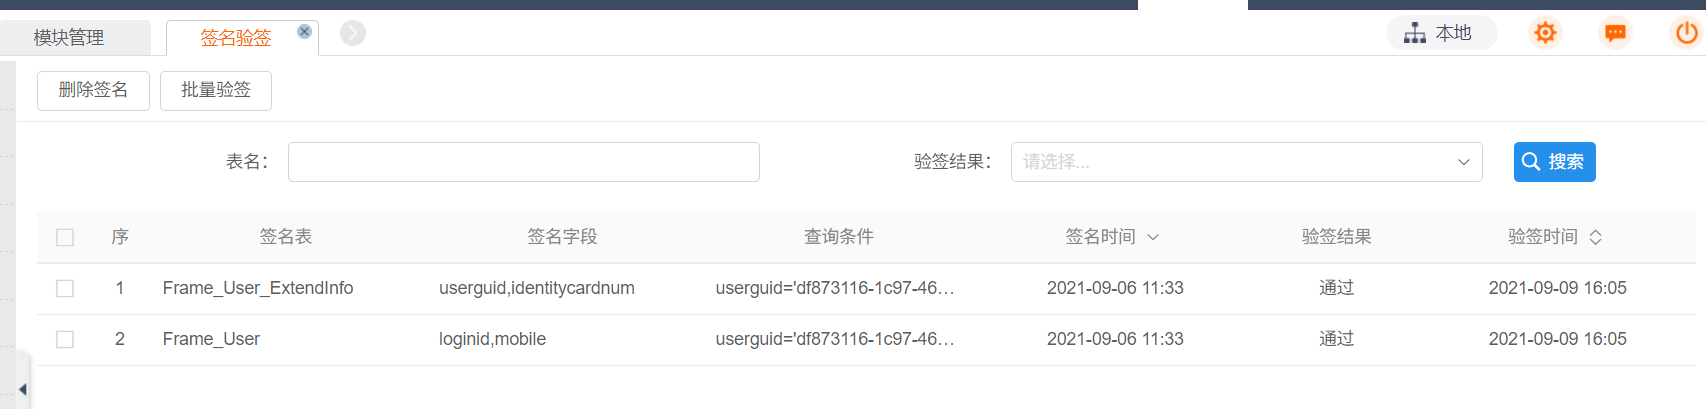 模块管理 签名验签 本地
删除签名 批量验签
表名： 验签结果： 请选择... 搜索
序 签名表 签名字段 查询条件 签名时间 验签结果 验签时间
1 Frame_User_ExtendInfo userguid,identitycardnum userguid='df873116-1c97-46... 2021-09-06 11:33 通过 2021-09-09 16:05
2 Frame_User loginid,mobile userguid='df873116-1c97-46... 2021-09-06 11:33 通过 2021-09-09 16:05